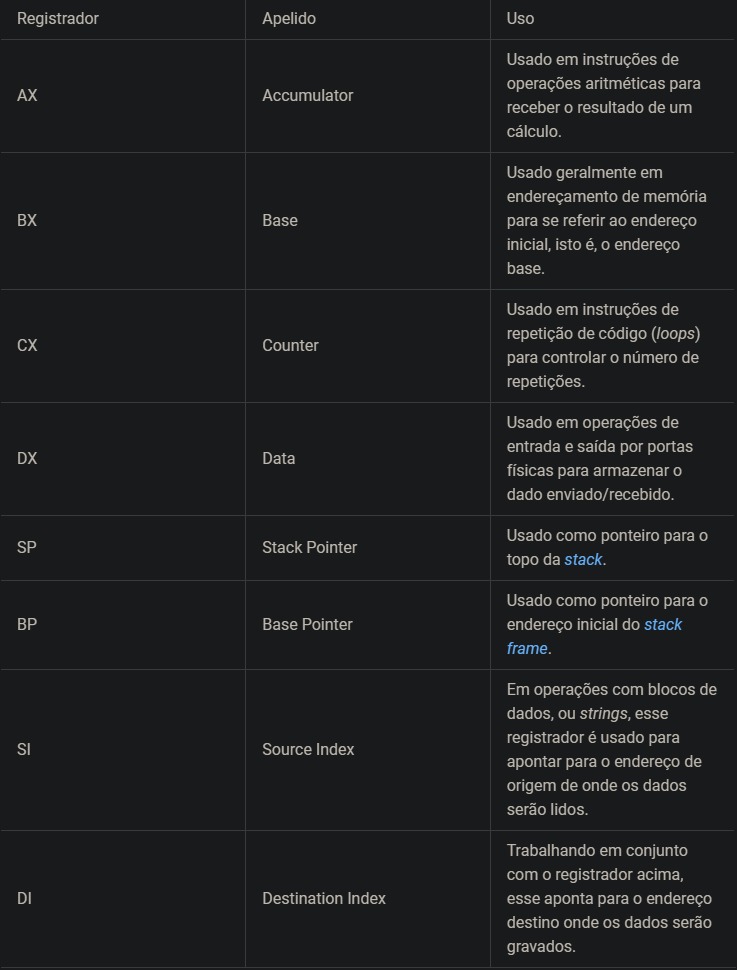 Registrador Apelido Uso
AX Accumulator Usado em instruções de
operações aritméticas para
receber o resultado de um
cálculo.
BX Base Usado geralmente em
endereçamento de memória
para se referir ao endereço
inicial, isto é, o endereço
base.
CX Counter Usado em instruções de
repetição de código (loops)
para controlar o número de
repetições.
DX Data Usado em operações de
entrada e saída por portas
físicas para armazenar o
dado enviado/recebido.
SP Stack Pointer Usado como ponteiro para o
topo da stack.
BP Base Pointer Usado como ponteiro para o
endereço inicial do stack
frame.
SI Source Index Em operações com blocos de
dados, ou strings, esse
registrador é usado para
apontar para o endereço de
origem de onde os dados
serão lidos.
DI Destination Index Trabalhando em conjunto
com o registrador acima,
esse aponta para o endereço
destino onde os dados serão
gravados.